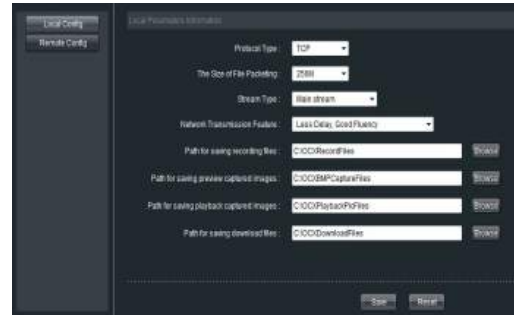 Local Config
Remote Config
Local Parameters Information
Protocol Type : TCP
The Size of File Packeting : 256M
Stream Type : Main stream
Network Transmission Feature : Less Delay, Good Fluency
Path for saving recording files : C:\OCX\RecordFiles Browse
Path for saving preview captured images : C:\OCX\BMPCaptureFiles Browse
Path for saving playback captured images : C:\OCX\PlaybackPicFiles Browse
Path for saving download files : C:\OCX\DownloadFiles Browse
Save Reset